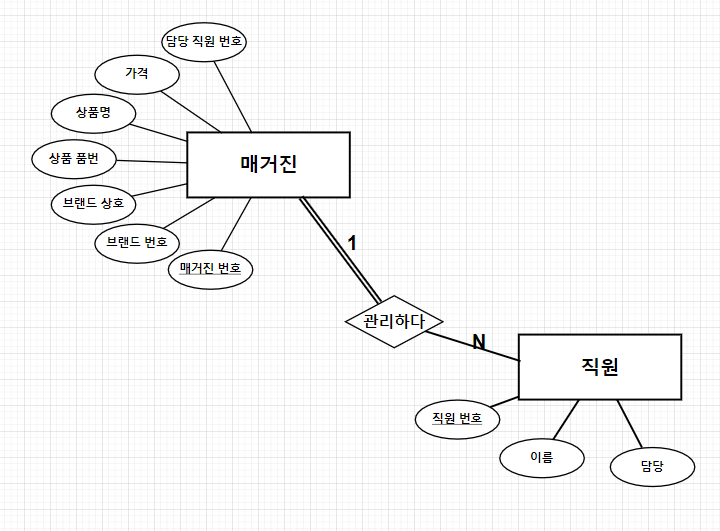 담당 직원 번호
가격
상품명
상품 품번
브랜드 상호
브랜드 번호
매거진 번호
매거진
1
관리하다
N
직원
직원 번호
이름
담당